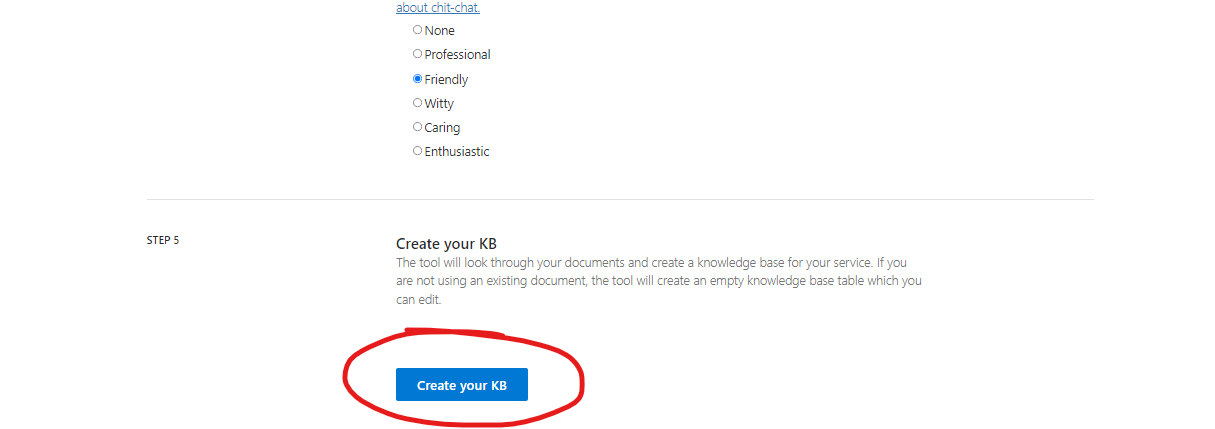 about chit-chat.
None
Professional
Friendly
Witty
Caring
Enthusiastic
STEP 5
Create your KB
The tool will look through your documents and create a knowledge base for your service. If you
are not using an existing document, the tool will create an empty knowledge base table which you
can edit.
Create your KB